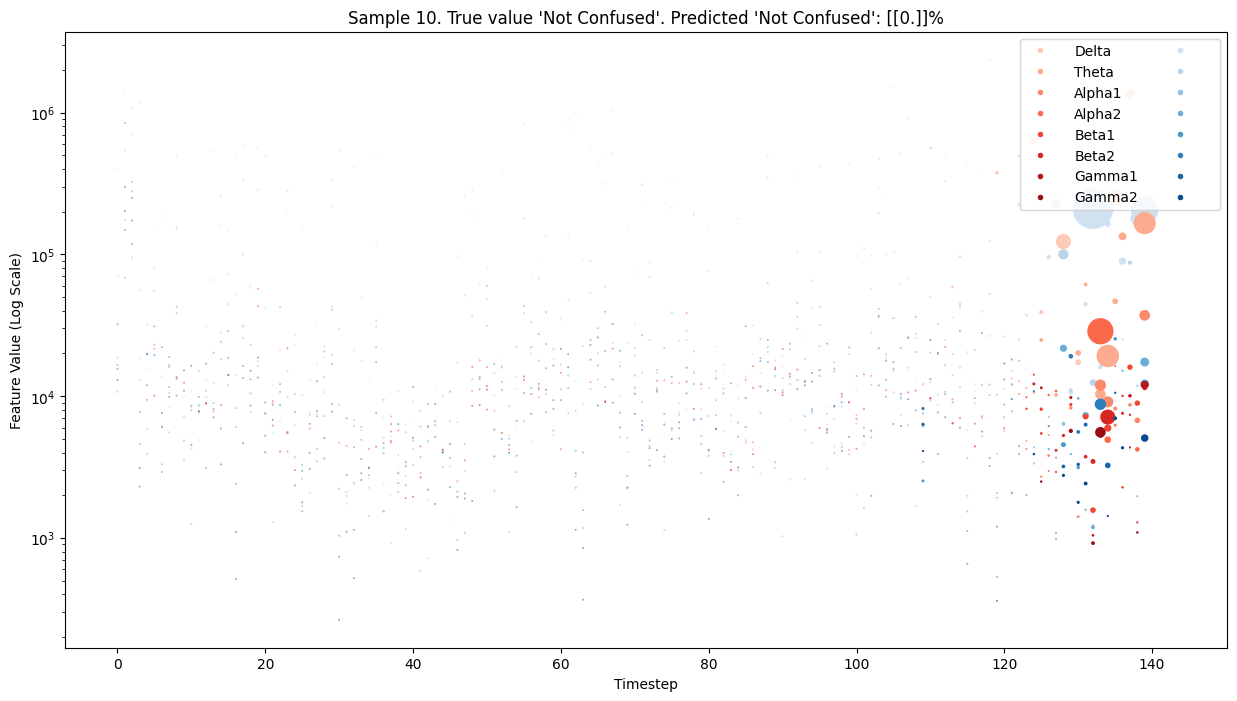 Sample 10. True value 'Not Confused'. Predicted 'Not Confused': [[0.]]%
Feature Value (Log Scale)
10^6
10^5
10^4
10^3
Delta
Theta
Alpha1
Alpha2
Beta1
Beta2
Gamma1
Gamma2
0 20 40 60 80 100 120 140
Timestep